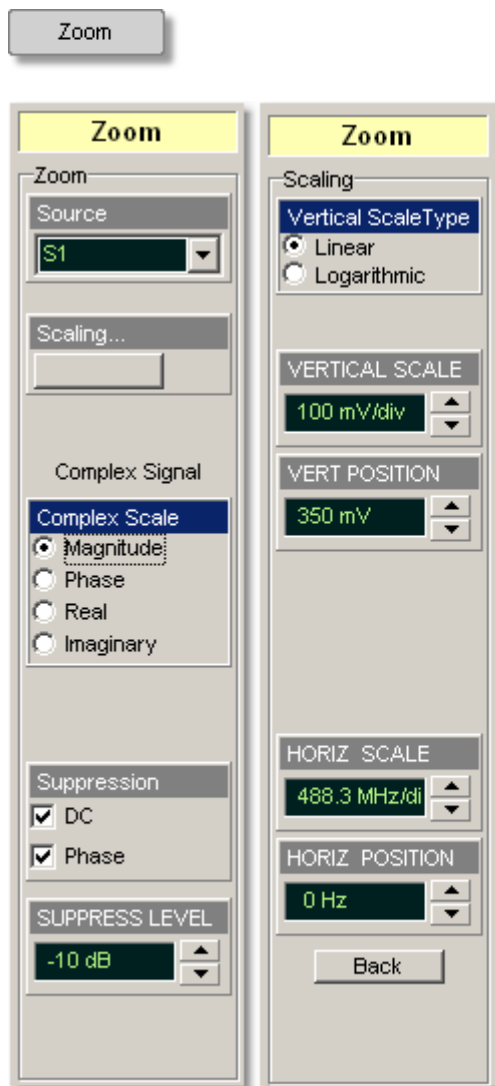 Zoom
Zoom
Zoom
Source
S1
Scaling...
Complex Signal
Complex Scale
Magnitude
Phase
Real
Imaginary
Suppression
DC
Phase
SUPPRESS LEVEL
-10 dB
Zoom
Scaling
Vertical ScaleType
Linear
Logarithmic
VERTICAL SCALE
100 mV/div
VERT POSITION
350 mV
HORIZ SCALE
488.3 MHz/di
HORIZ POSITION
0 Hz
Back